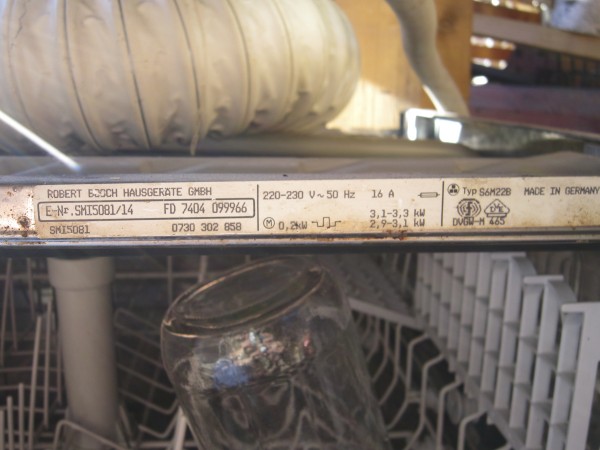 ROBERT BOSCH HAUSGERÄTE GMBH
E-Nr. SMI5081/14 FD 7404 099966
SMI5081 0730 302 858
220-230 V~ 50 Hz 16 A
3,1-3,3 kW
M 0,2kW 2,9-3,1 kW
Typ S6M22B MADE IN GERMANY
DVGW-M 465